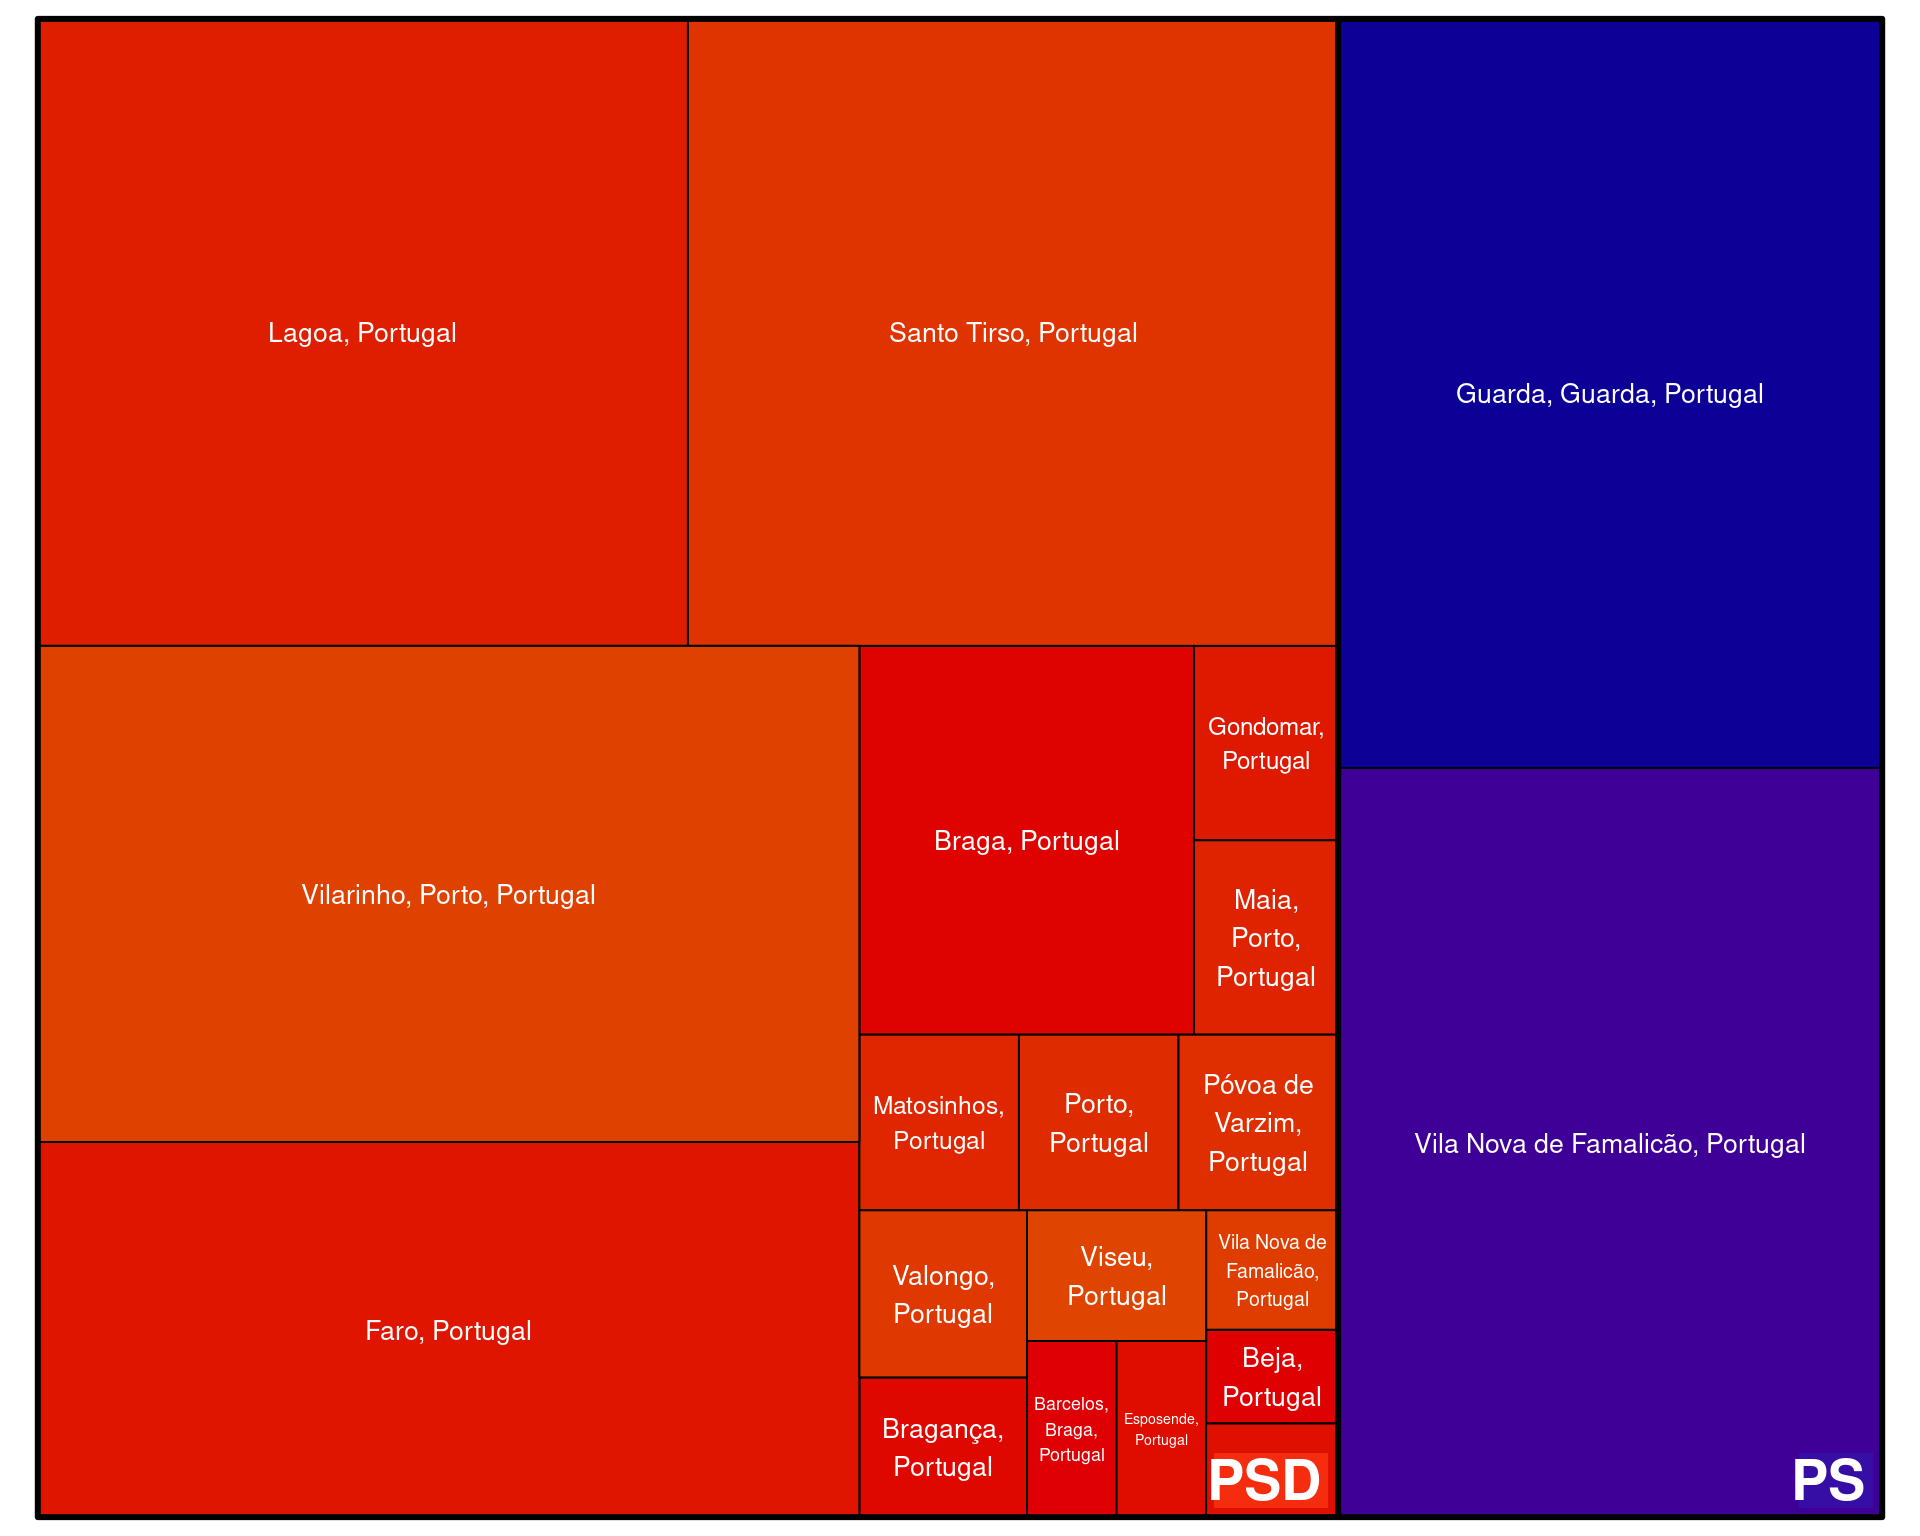 Lagoa, Portugal
Santo Tirso, Portugal
Guarda, Guarda, Portugal
Vilarinho, Porto, Portugal
Braga, Portugal
Gondomar,
Portugal
Maia,
Porto,
Portugal
Matosinhos,
Portugal
Porto,
Portugal
Póvoa de
Varzim,
Portugal
Vila Nova de Famalicão, Portugal
Faro, Portugal
Valongo,
Portugal
Viseu,
Portugal
Vila Nova de
Famalicão,
Portugal
Bragança,
Portugal
Barcelos,
Braga,
Portugal
Esposende,
Portugal
Beja,
Portugal
PSD
PS